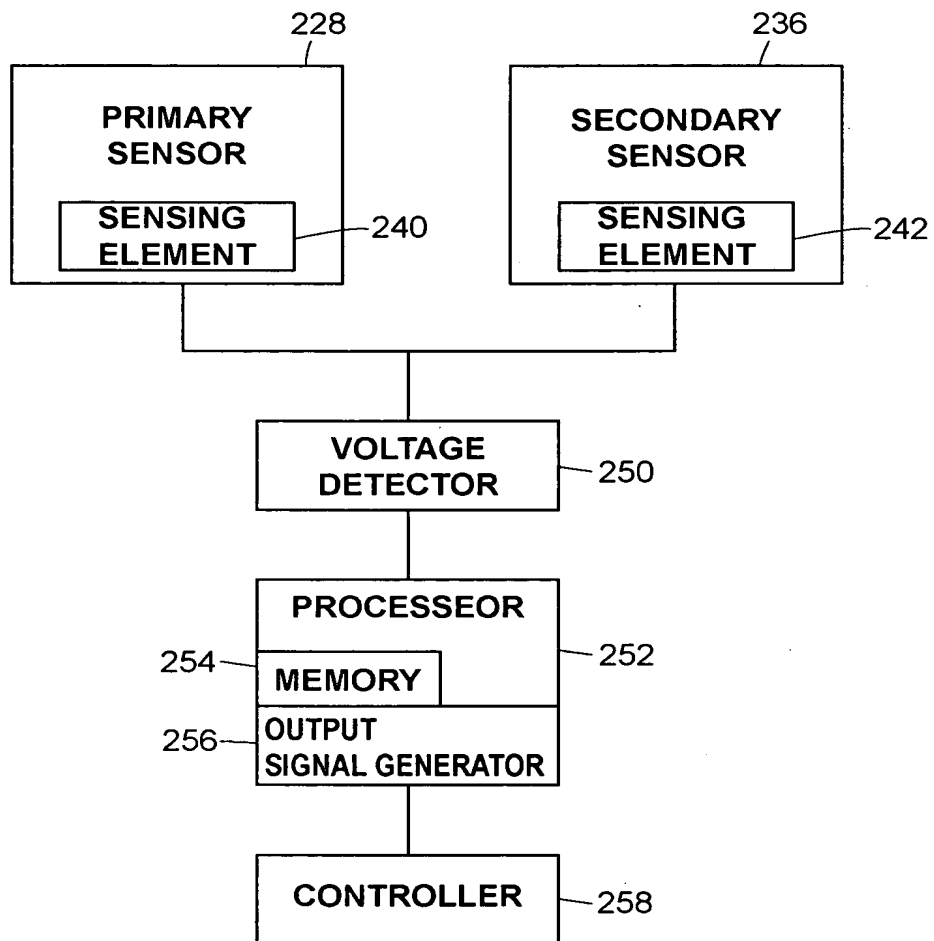 228
236
PRIMARY
SENSOR
SECONDARY
SENSOR
SENSING
ELEMENT
240
SENSING
ELEMENT
242
VOLTAGE
DETECTOR
250
PROCESSEOR
252
254
MEMORY
256
OUTPUT
SIGNAL GENERATOR
CONTROLLER
258